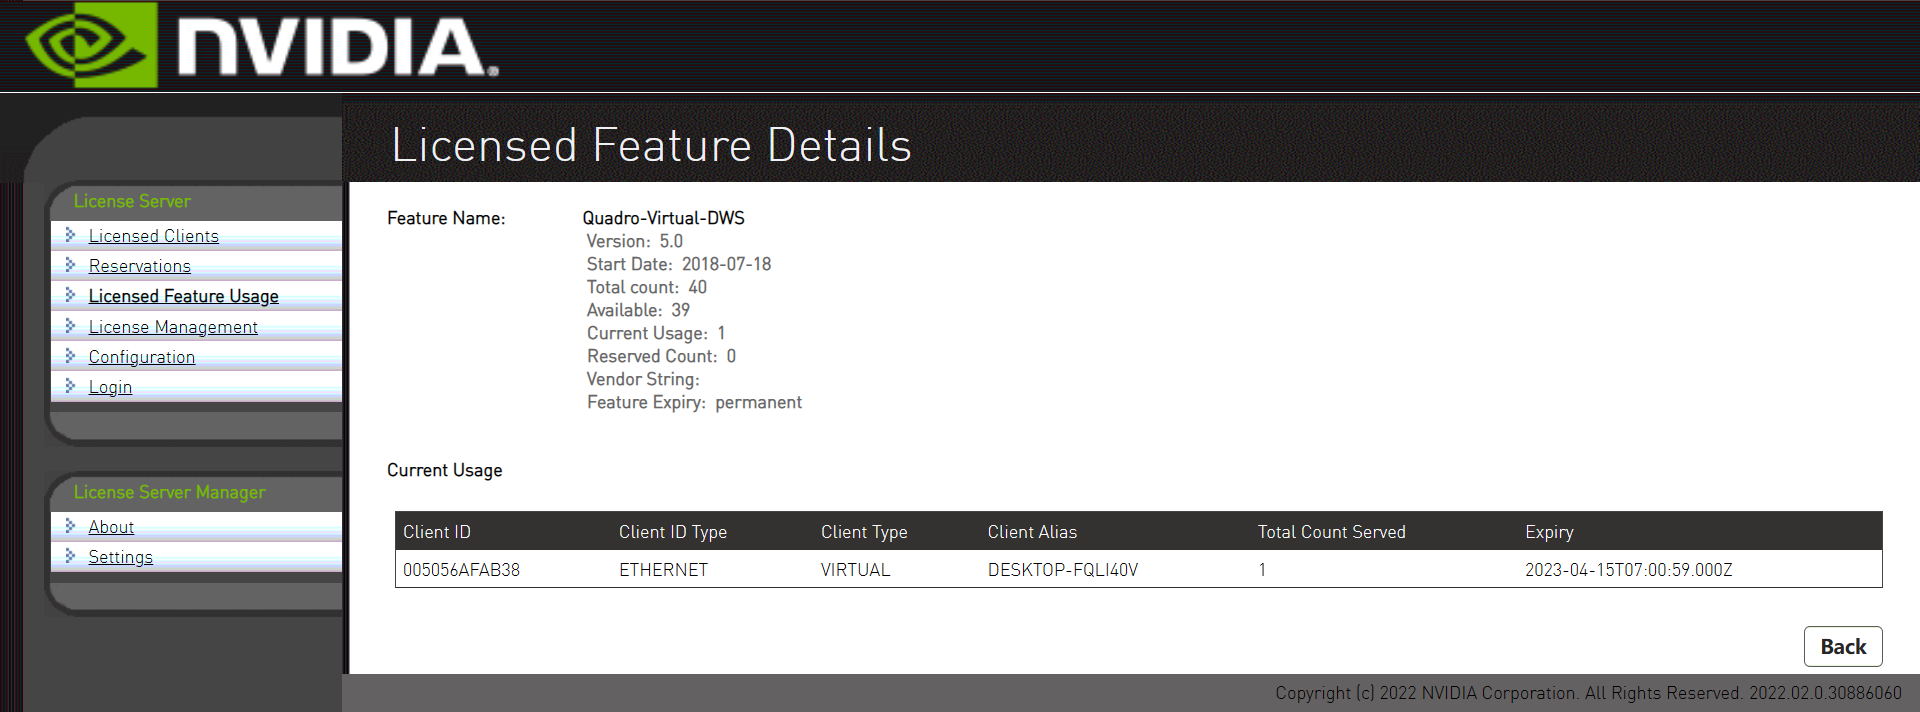 NVIDIA.
Licensed Feature Details
License Server
Licensed Clients
Reservations
Licensed Feature Usage
License Management
Configuration
Login
License Server Manager
About
Settings
Feature Name: Quadro-Virtual-DWS
Version: 5.0
Start Date: 2018-07-18
Total count: 40
Available: 39
Current Usage: 1
Reserved Count: 0
Vendor String:
Feature Expiry: permanent
Current Usage
Client ID Client ID Type Client Type Client Alias Total Count Served Expiry
005056AFAB38 ETHERNET VIRTUAL DESKTOP-FQLI40V 1 2023-04-15T07:00:59.000Z
Back
Copyright (c) 2022 NVIDIA Corporation. All Rights Reserved. 2022.02.0.30886060